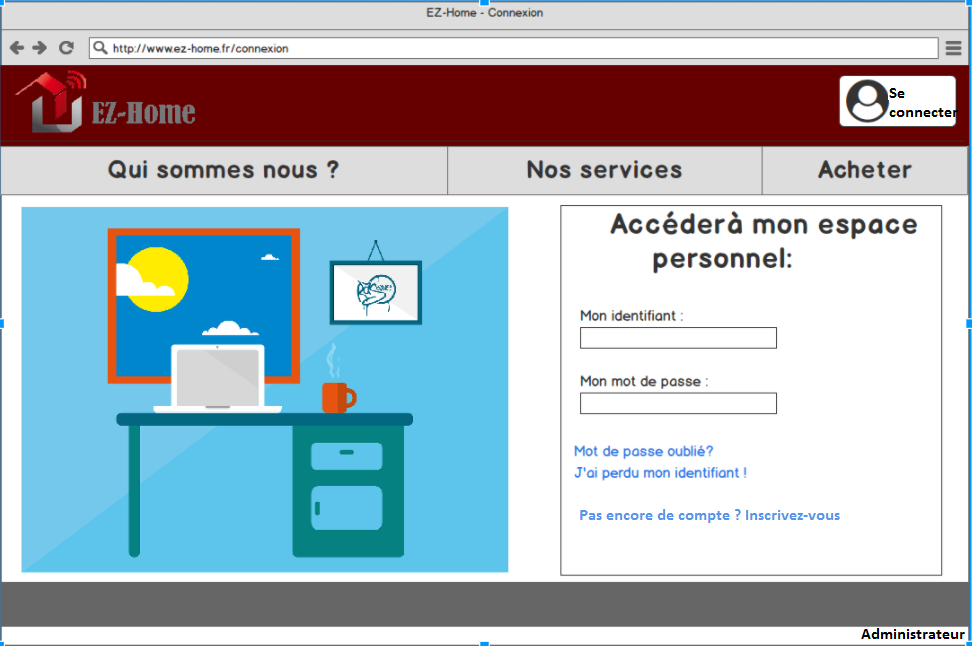 EZ-Home - Connexion
http://www.ez-home.fr/connexion
EZ-Home
Se
connecter
Qui sommes nous ?
Nos services
Acheter
Accéderà mon espace
personnel:
Mon identifiant :
Mon mot de passe :
Mot de passe oublié?
J'ai perdu mon identifiant !
Pas encore de compte ? Inscrivez-vous
Administrateur